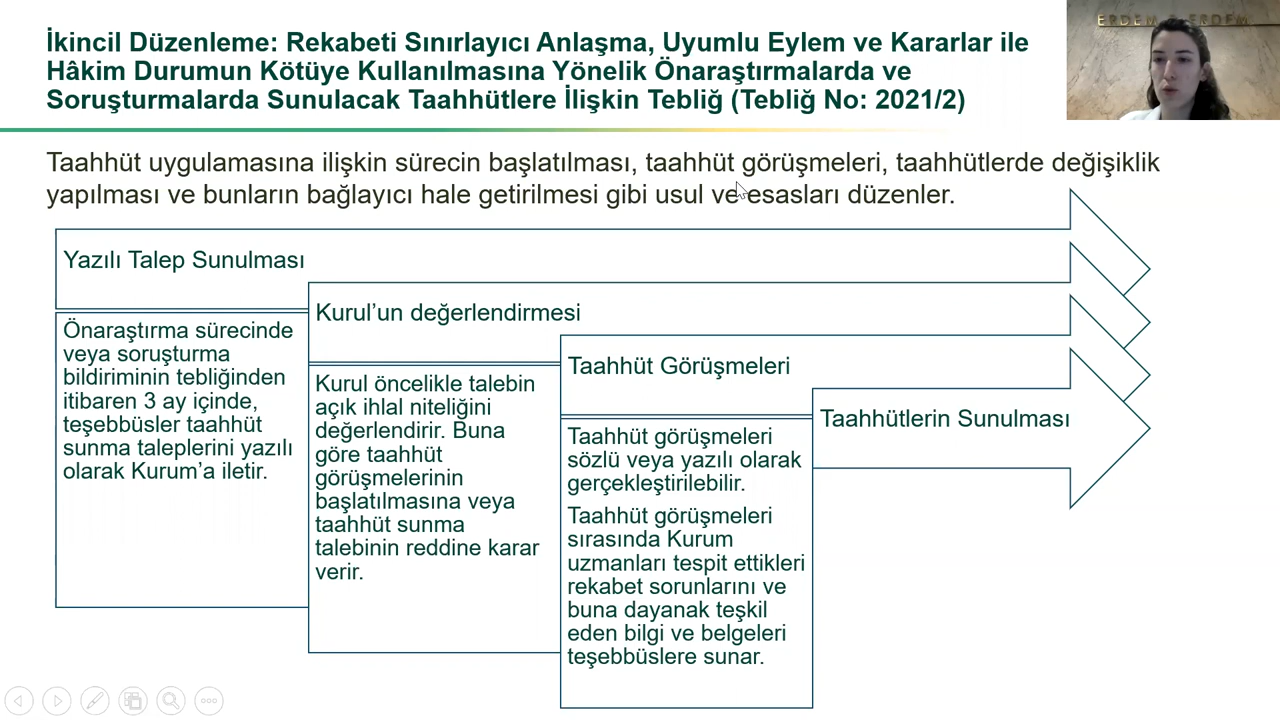 İkincil Düzenleme: Rekabeti Sınırlayıcı Anlaşma, Uyumlu Eylem ve Kararlar ile
Hâkim Durumun Kötüye Kullanılmasına Yönelik Önaraştırmalarda ve
Soruşturmalarda Sunulacak Taahhütlere İlişkin Tebliğ (Tebliğ No: 2021/2)
ERDEM & ERDEM
Taahhüt uygulamasına ilişkin sürecin başlatılması, taahhüt görüşmeleri, taahhütlerde değişiklik
yapılması ve bunların bağlayıcı hale getirilmesi gibi usul ve esasları düzenler.
Yazılı Talep Sunulması
Önaraştırma sürecinde
veya soruşturma
bildiriminin tebliğinden
itibaren 3 ay içinde,
teşebbüsler taahhüt
sunma taleplerini yazılı
olarak Kurum’a iletir.
Kurul’un değerlendirmesi
Kurul öncelikle talebin
açık ihlal niteliğini
değerlendirir. Buna
göre taahhüt
görüşmelerinin
başlatılmasına veya
taahhüt sunma
talebinin reddine karar
verir.
Taahhüt Görüşmeleri
Taahhüt görüşmeleri
sözlü veya yazılı olarak
gerçekleştirilebilir.
Taahhüt görüşmeleri
sırasında Kurum
uzmanları tespit ettikleri
rekabet sorunlarını ve
buna dayanak teşkil
eden bilgi ve belgeleri
teşebbüslere sunar.
Taahhütlerin Sunulması